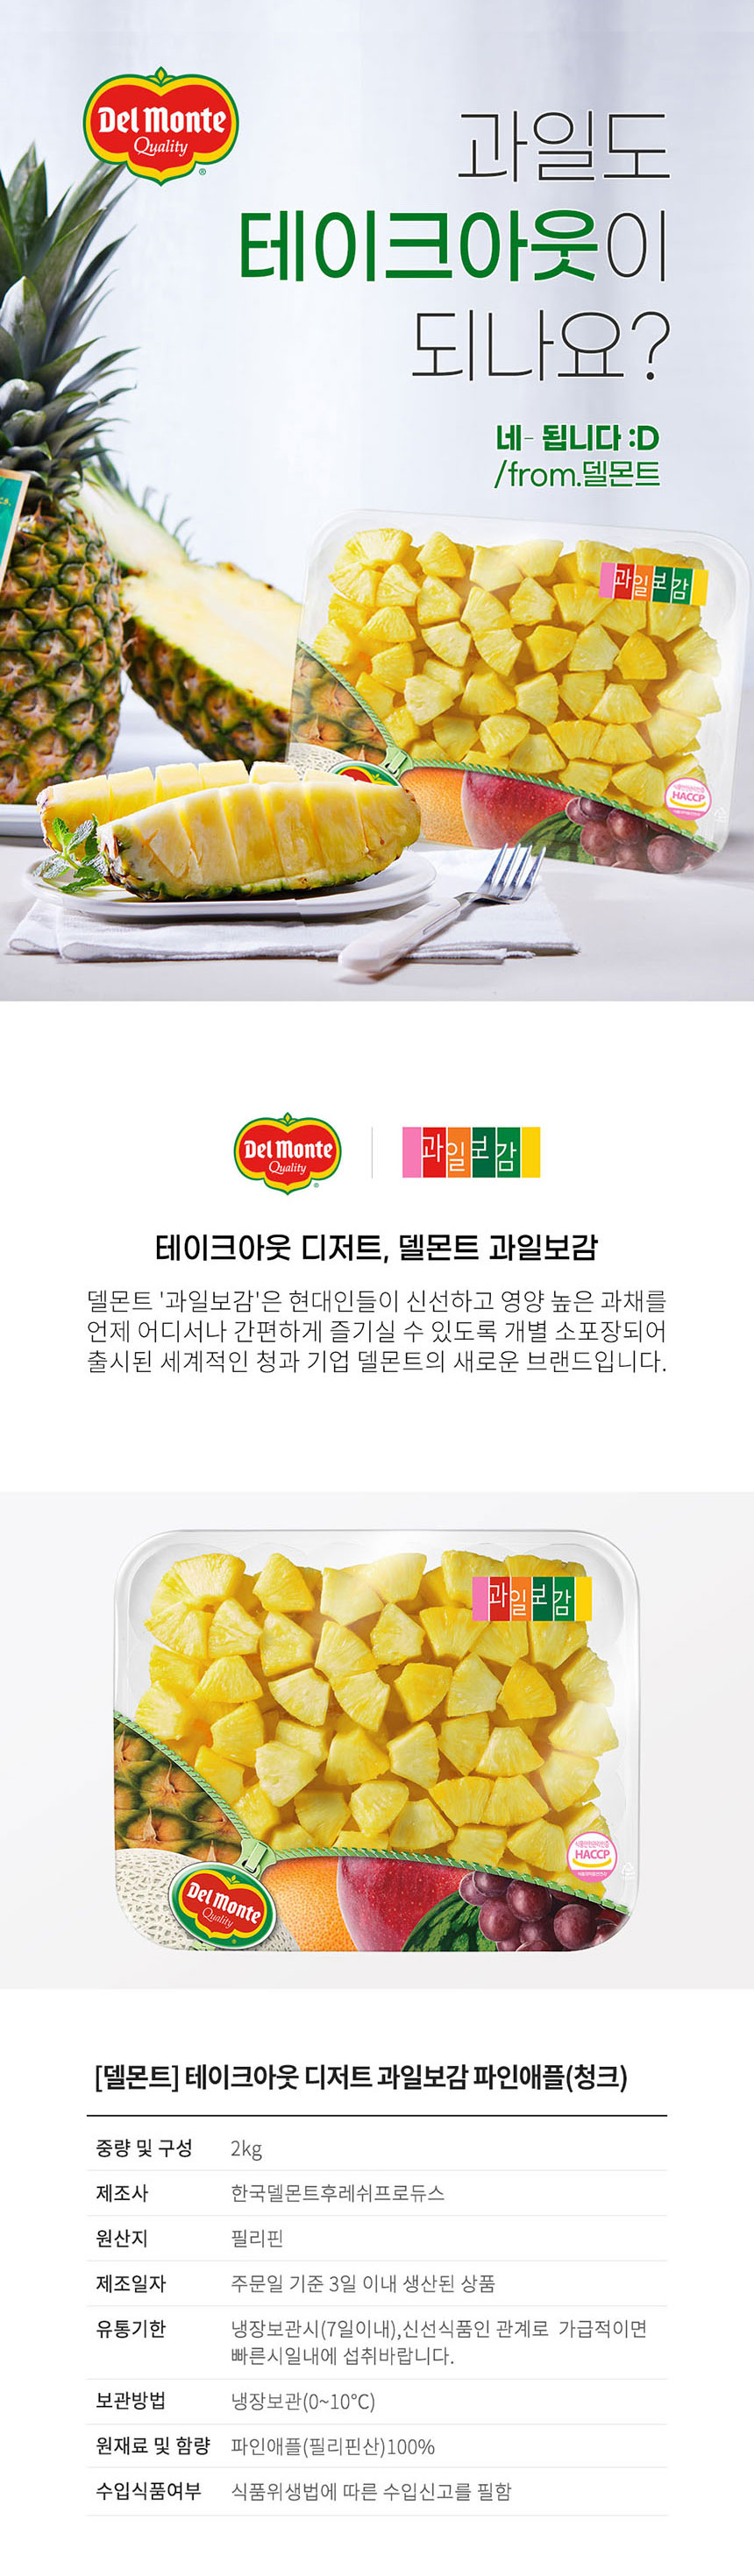 Del Monte
Quality
®
과일도
테이크아웃이
되나요?
네- 됩니다 :D
/from.델몬트
과일보감
HACCP
Del Monte
Quality
과일보감
테이크아웃 디저트, 델몬트 과일보감
델몬트 '과일보감'은 현대인들이 신선하고 영양 높은 과채를
언제 어디서나 간편하게 즐기실 수 있도록 개별 소포장되어
출시된 세계적인 청과 기업 델몬트의 새로운 브랜드입니다.
과일보감
HACCP
Del Monte
Quality
[델몬트] 테이크아웃 디저트 과일보감 파인애플(청크)
중량 및 구성 2kg
제조사 한국델몬트후레쉬프로듀스
원산지 필리핀
제조일자 주문일 기준 3일 이내 생산된 상품
유통기한 냉장보관시(7일이내),신선식품인 관계로 가급적이면
빠른시일내에 섭취바랍니다.
보관방법 냉장보관(0~10℃)
원재료 및 함량 파인애플(필리핀산)100%
수입식품여부 식품위생법에 따른 수입신고를 필함